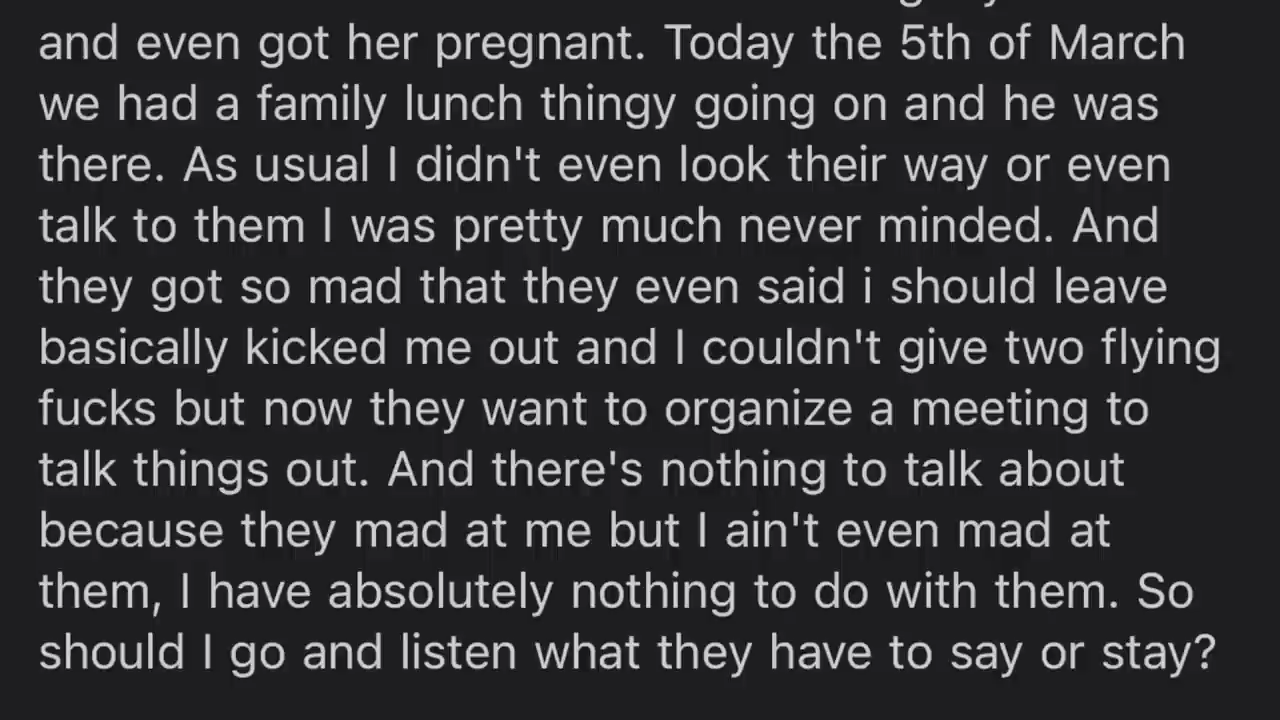 and even got her pregnant. Today the 5th of March
we had a family lunch thingy going on and he was
there. As usual I didn't even look their way or even
talk to them I was pretty much never minded. And
they got so mad that they even said i should leave
basically kicked me out and I couldn't give two flying
fucks but now they want to organize a meeting to
talk things out. And there's nothing to talk about
because they mad at me but I ain't even mad at
them, I have absolutely nothing to do with them. So
should I go and listen what they have to say or stay?